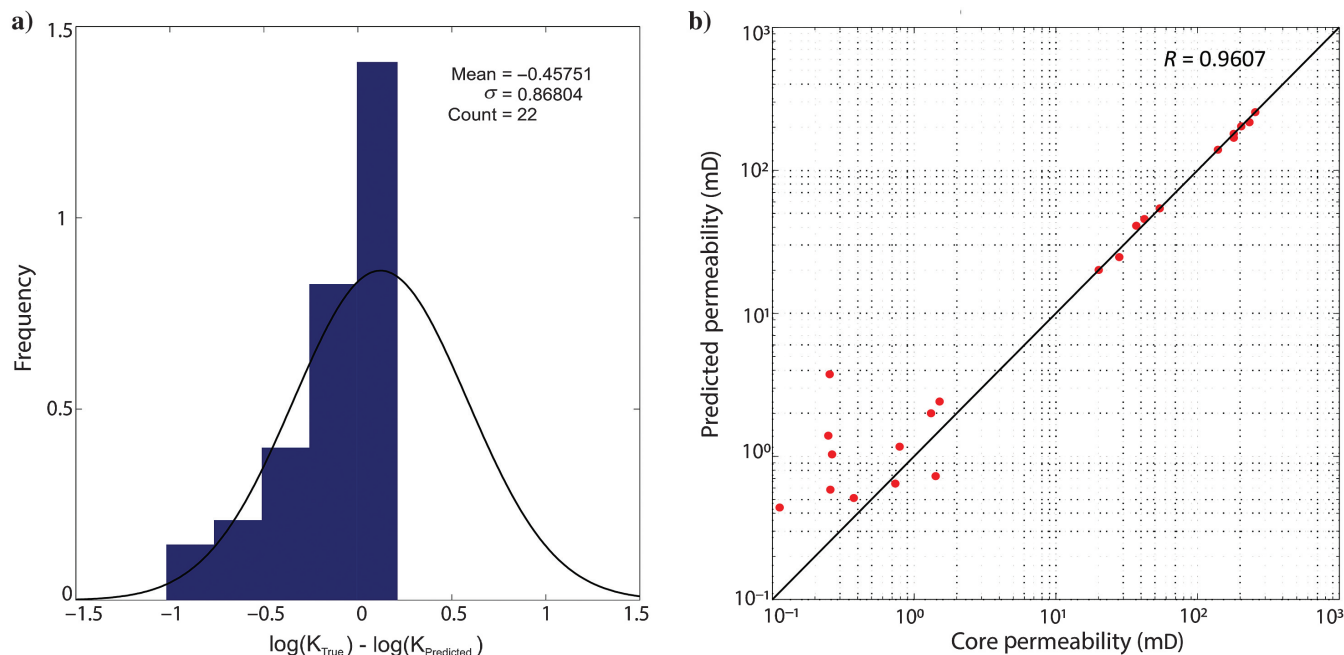 a)
1.5
1
0.5
0
Frequency
Mean = −0.45751
σ = 0.86804
Count = 22
−1.5 −1 −0.5 0 0.5 1 1.5
log(K_True) - log(K_Predicted)
b)
10³
10²
10¹
10⁰
10⁻¹
Predicted permeability (mD)
R = 0.9607
10⁻¹ 10⁰ 10¹ 10² 10³
Core permeability (mD)